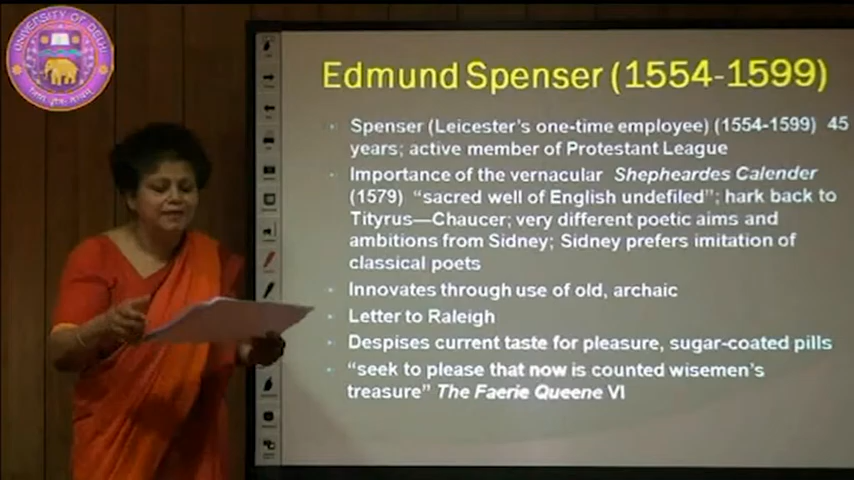 UNIVERSITY OF DELHI
Edmund Spenser (1554-1599)
Spenser (Leicester's one-time employee) (1554-1599) 45
years; active member of Protestant League
Importance of the vernacular Shepheardes Calender
(1579) "sacred well of English undefiled"; hark back to
Tityrus—Chaucer; very different poetic aims and
ambitions from Sidney; Sidney prefers imitation of
classical poets
Innovates through use of old, archaic
Letter to Raleigh
Despises current taste for pleasure, sugar-coated pills
"seek to please that now is counted wisemen's
treasure" The Faerie Queene VI